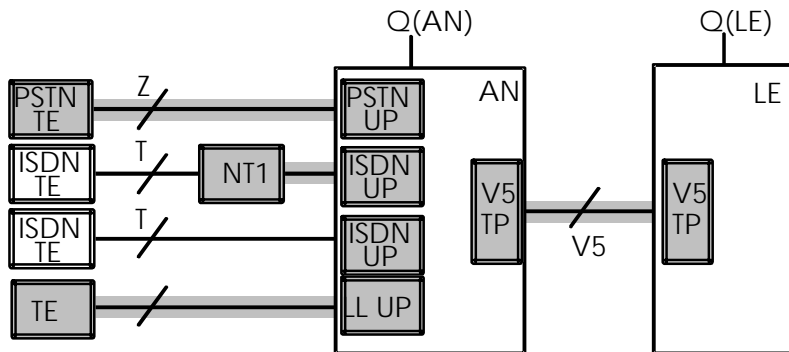 Q(AN)
Q(LE)
PSTN
TE
Z
PSTN
UP
AN
LE
ISDN
TE
T
NT1
ISDN
UP
V5
TP
V5
V5
TP
ISDN
TE
T
ISDN
UP
TE
LL UP